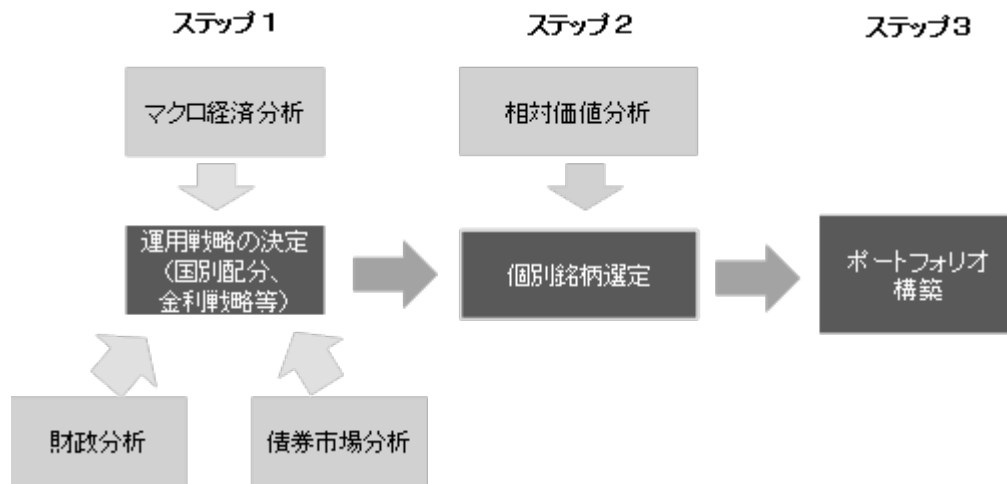 ステップ1
ステップ2
ステップ3
マクロ経済分析
相対価値分析
運用戦略の決定
（国別配分、
金利戦略等）
個別銘柄選定
ポートフォリオ
構築
財政分析
債券市場分析